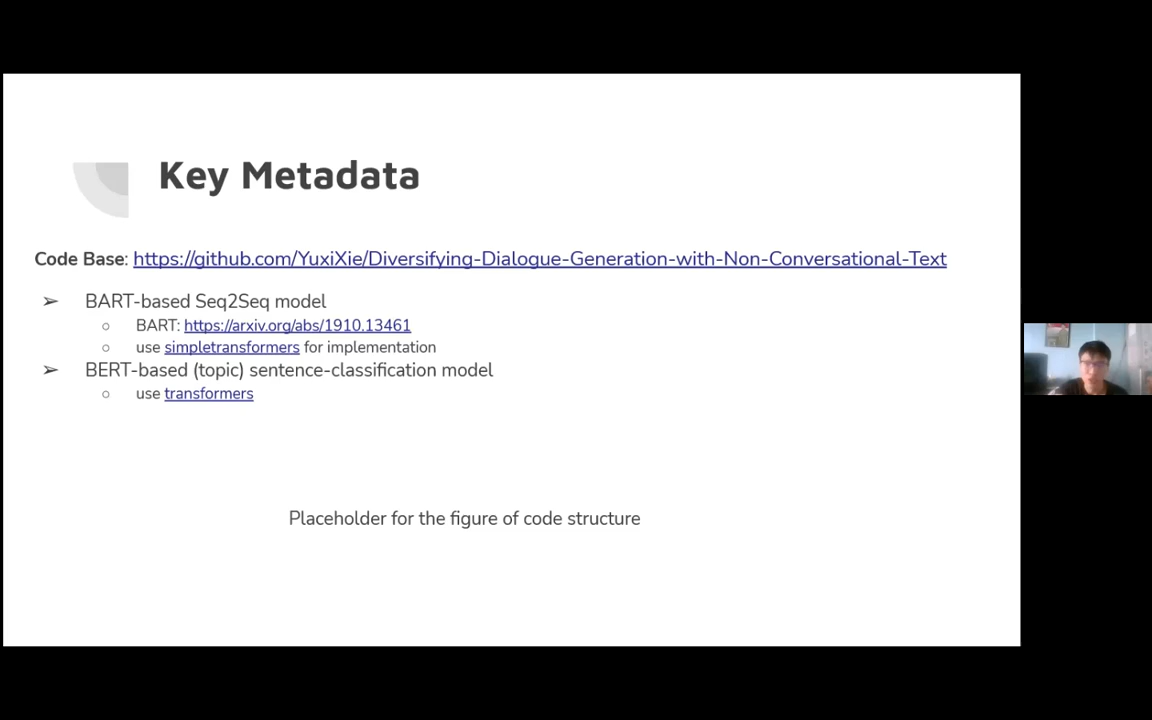 Key Metadata
Code Base: https://github.com/YuxiXie/Diversifying-Dialogue-Generation-with-Non-Conversational-Text
➢ BART-based Seq2Seq model
○ BART: https://arxiv.org/abs/1910.13461
○ use simpletransformers for implementation
➢ BERT-based (topic) sentence-classification model
○ use transformers
Placeholder for the figure of code structure